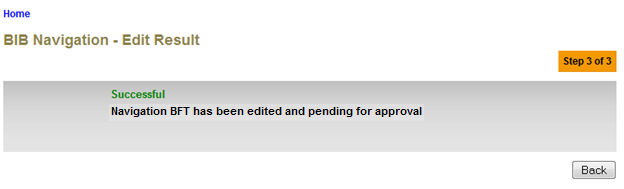 Home
BIB Navigation - Edit Result
Step 3 of 3
Successful
Navigation BFT has been edited and pending for approval
Back